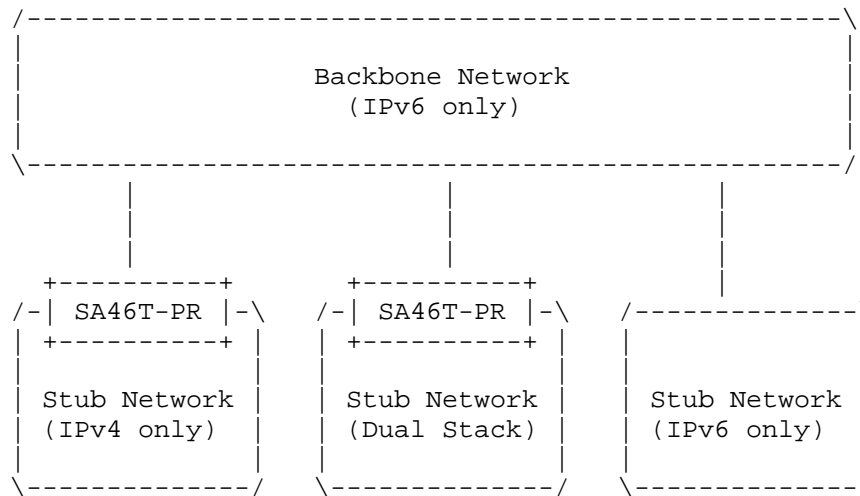 Backbone Network
(IPv6 only)
SA46T-PR SA46T-PR
Stub Network Stub Network Stub Network
(IPv4 only) (Dual Stack) (IPv6 only)